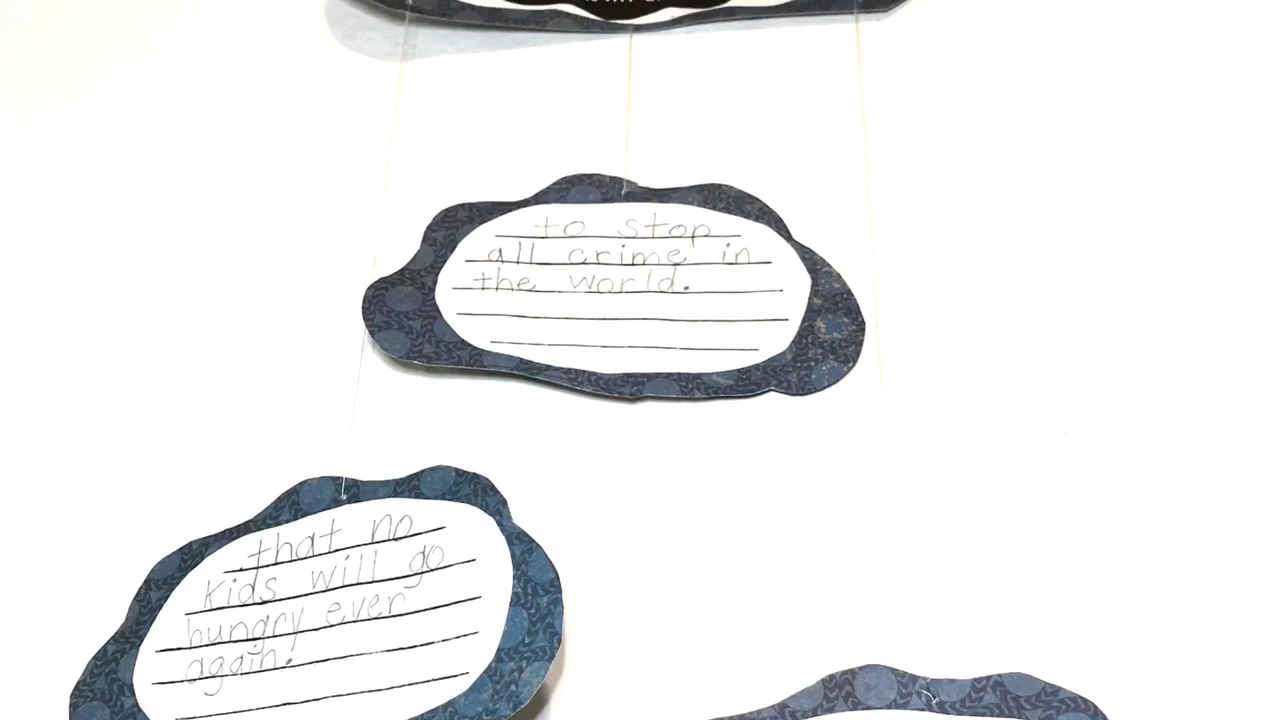 to stop
all crime in
the world.
that no
kids will go
hungry ever
again.